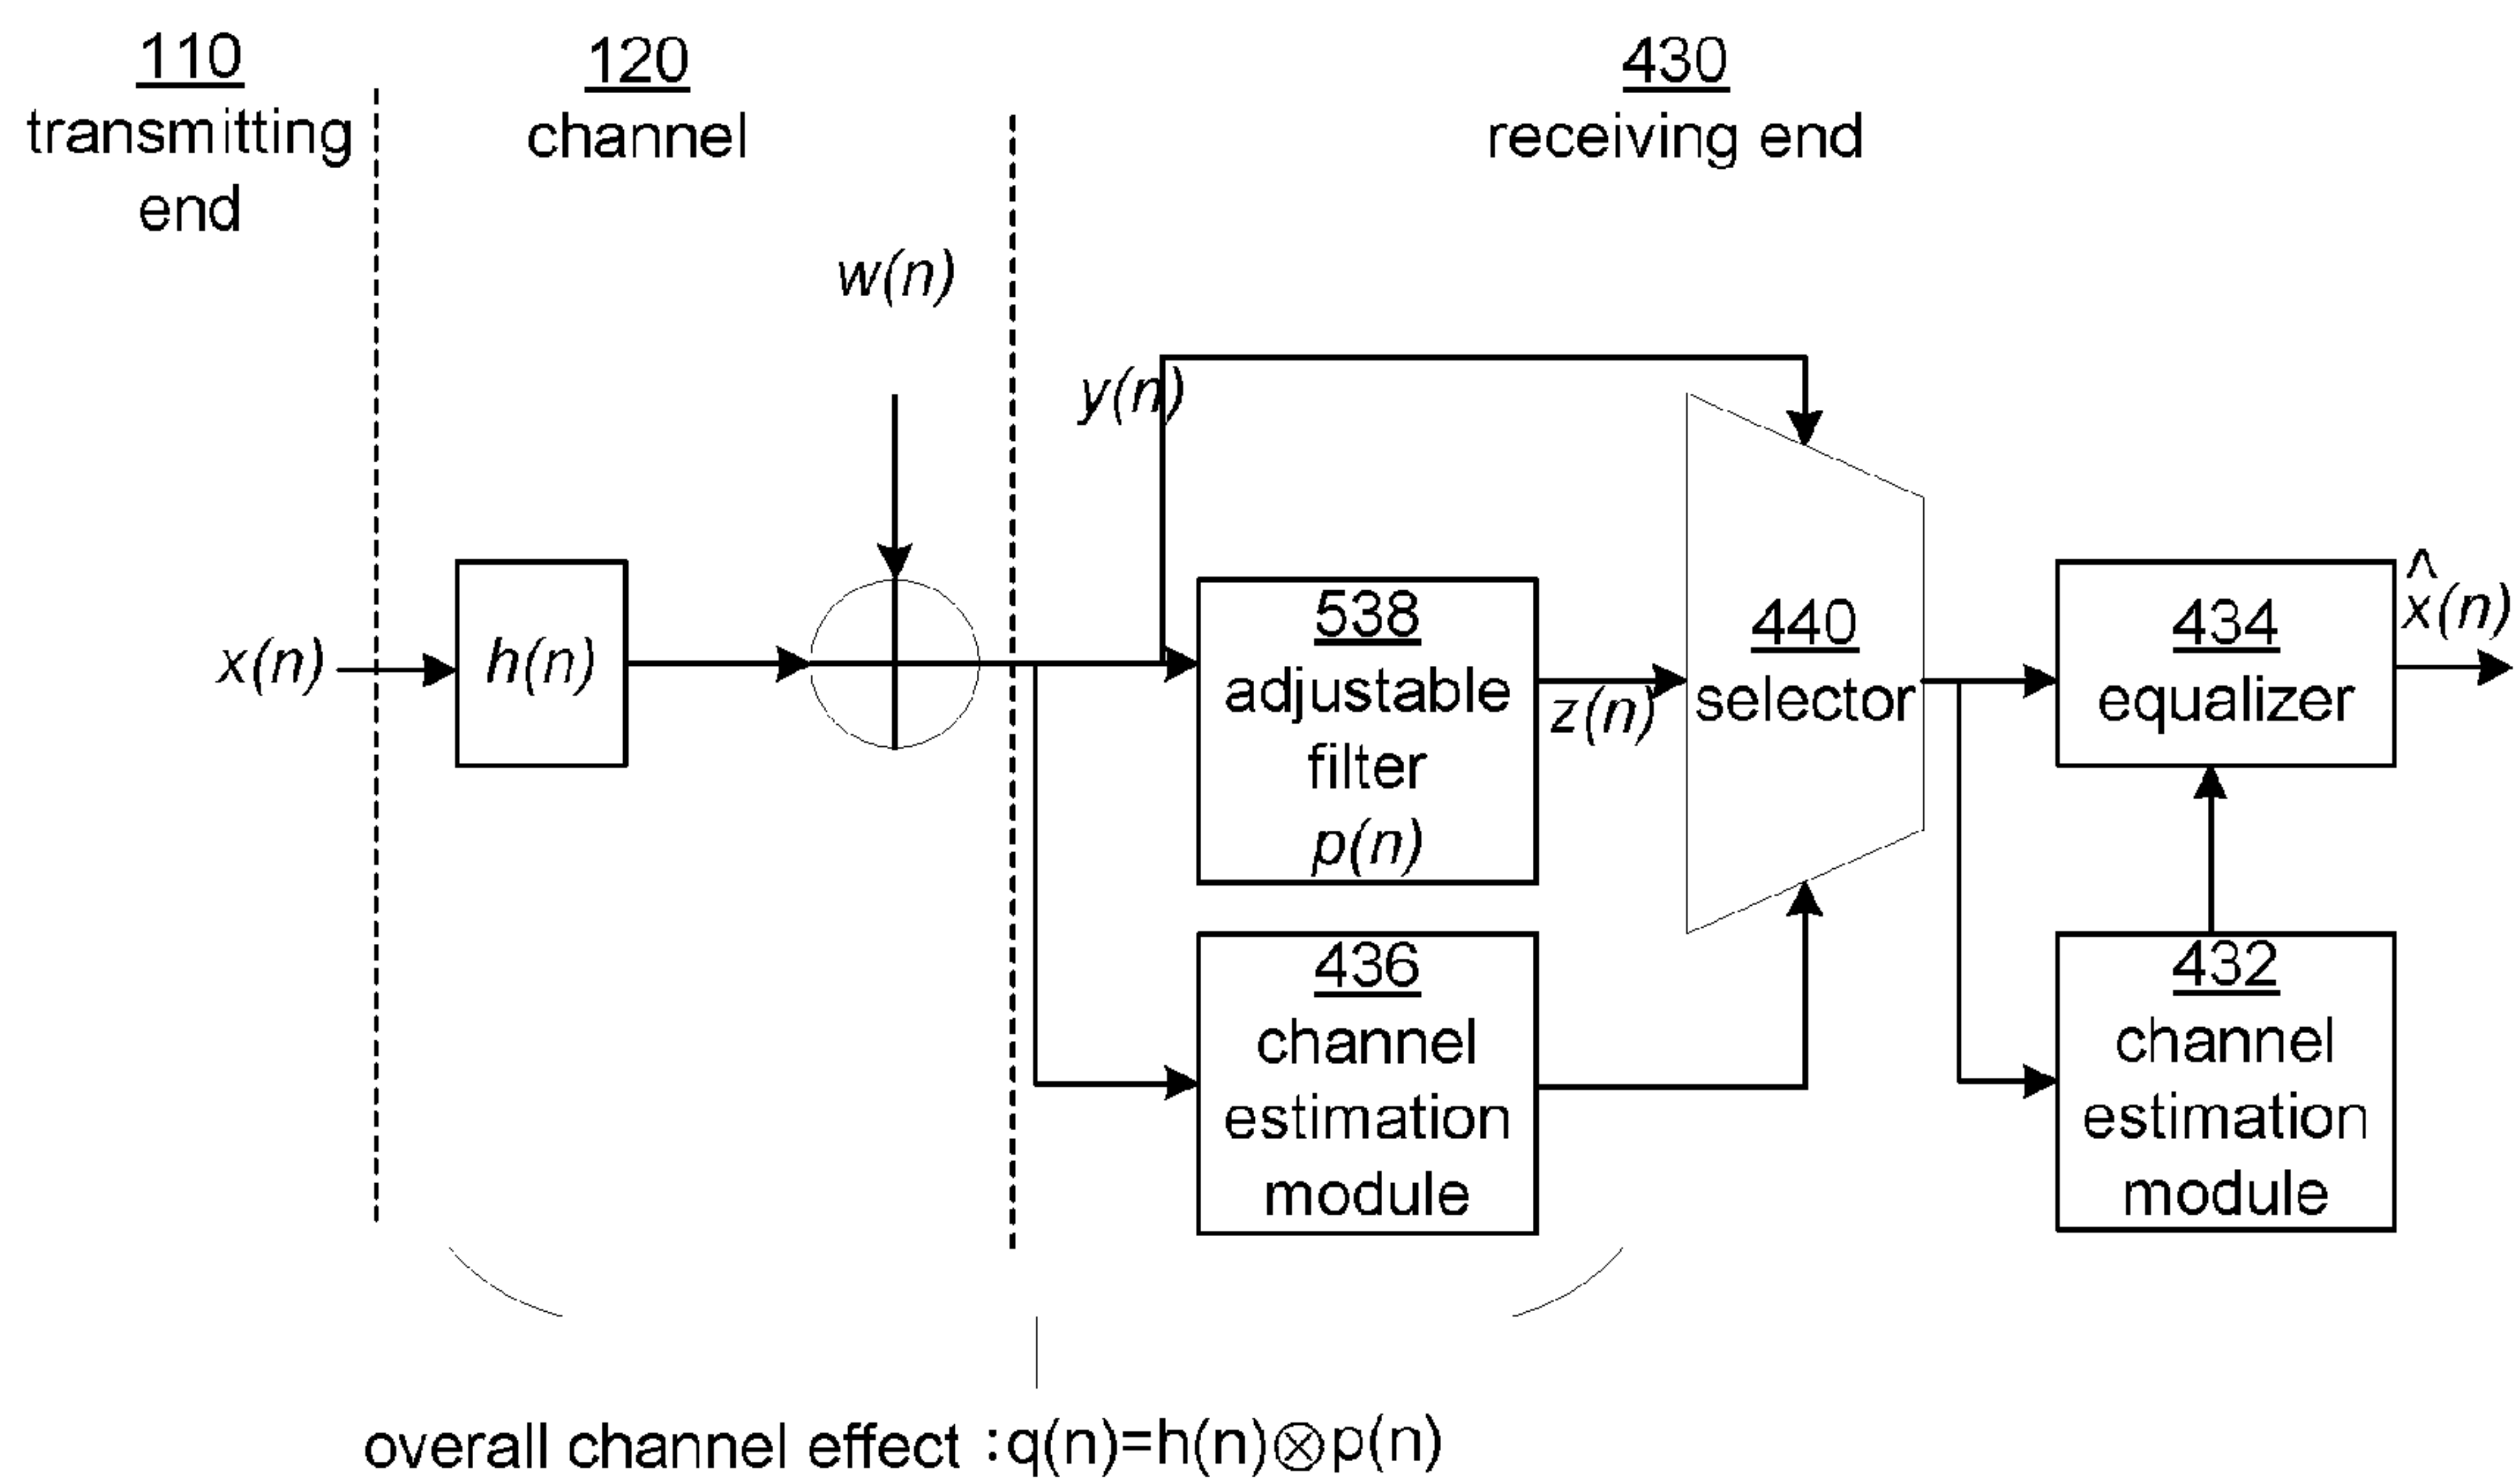 110
transmitting
end
120
channel
430
receiving end
w(n)
y(n)
x(n)
h(n)
538
adjustable
filter
p(n)
z(n)
440
selector
434
equalizer
x̂(n)
436
channel
estimation
module
432
channel
estimation
module
overall channel effect :q(n)=h(n)⊗p(n)